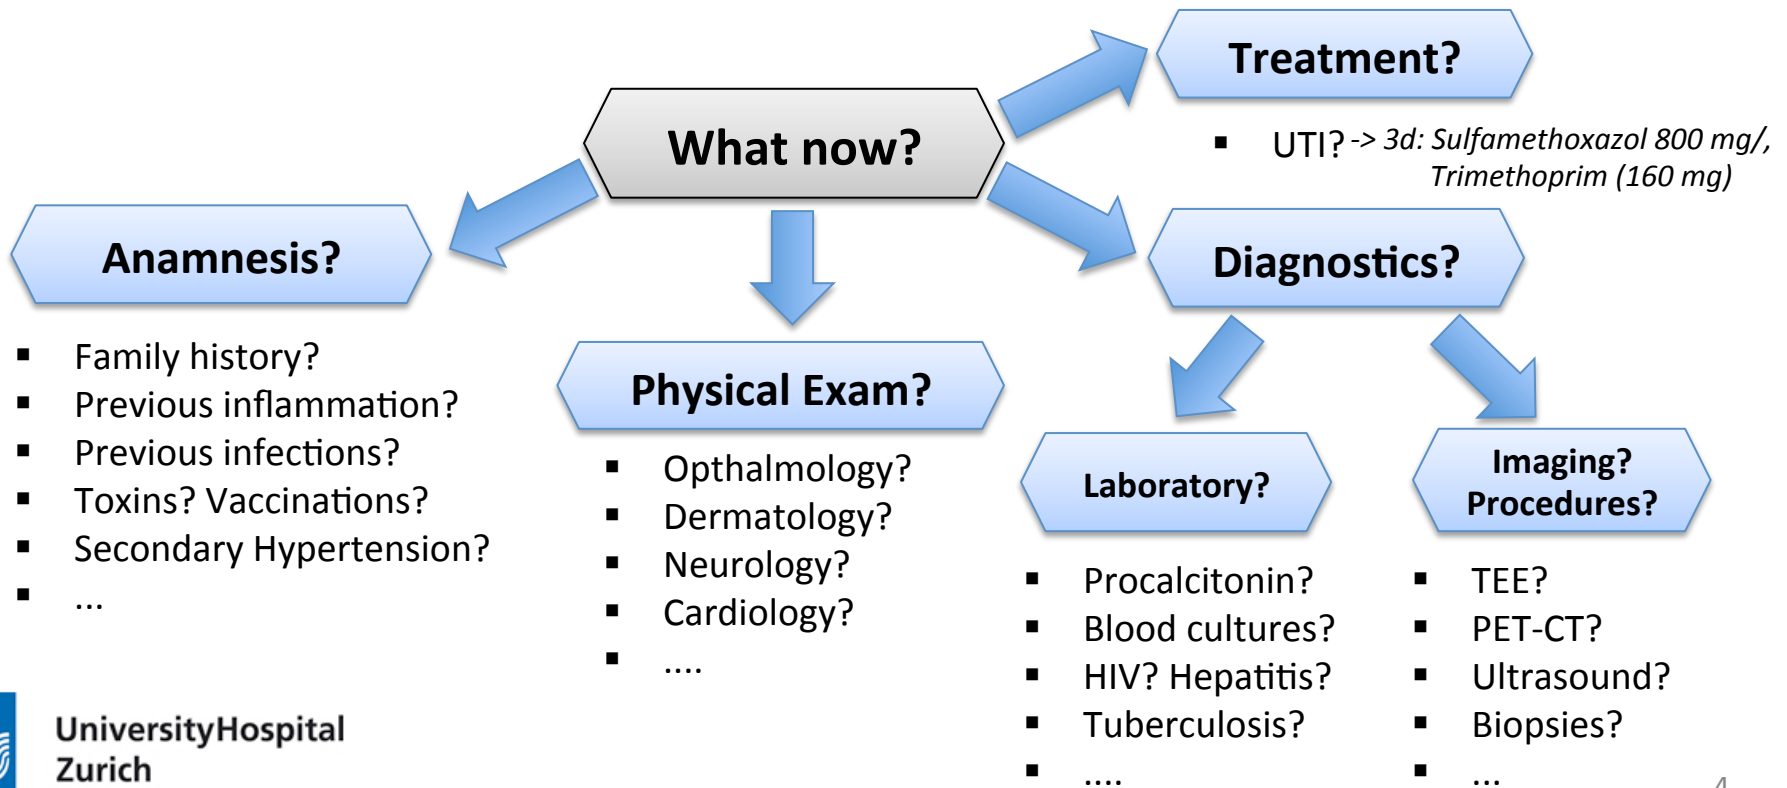 What now?
Treatment?
▪ UTI? -> 3d: Sulfamethoxazol 800 mg/,
Trimethoprim (160 mg)
Anamnesis?
▪ Family history?
▪ Previous inflammation?
▪ Previous infections?
▪ Toxins? Vaccinations?
▪ Secondary Hypertension?
▪ ...
Physical Exam?
▪ Opthalmology?
▪ Dermatology?
▪ Neurology?
▪ Cardiology?
▪ ....
Diagnostics?
Laboratory?
▪ Procalcitonin?
▪ Blood cultures?
▪ HIV? Hepatitis?
▪ Tuberculosis?
▪ ....
Imaging?
Procedures?
▪ TEE?
▪ PET-CT?
▪ Ultrasound?
▪ Biopsies?
▪ ...
UniversityHospital
Zurich
4